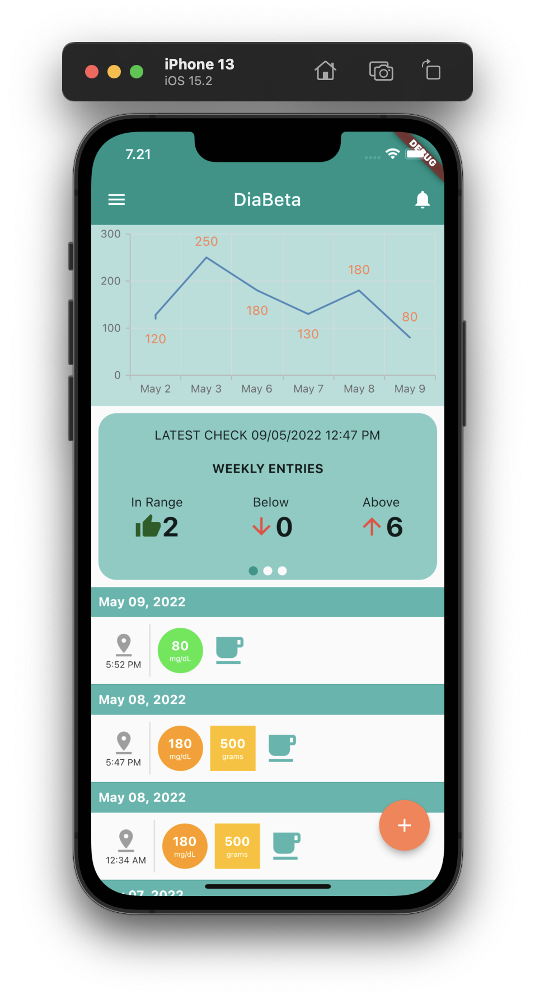 iPhone 13
iOS 15.2
7.21
DEBUG
DiaBeta
300
250
200
180
180
100
120
130
80
0
May 2 May 3 May 6 May 7 May 8 May 9
LATEST CHECK 09/05/2022 12:47 PM
WEEKLY ENTRIES
In Range Below Above
2 0 6
May 09, 2022
80
mg/dL
5:52 PM
May 08, 2022
180 500
mg/dL grams
5:47 PM
May 08, 2022
180 500
mg/dL grams
12:34 AM
07, 2022